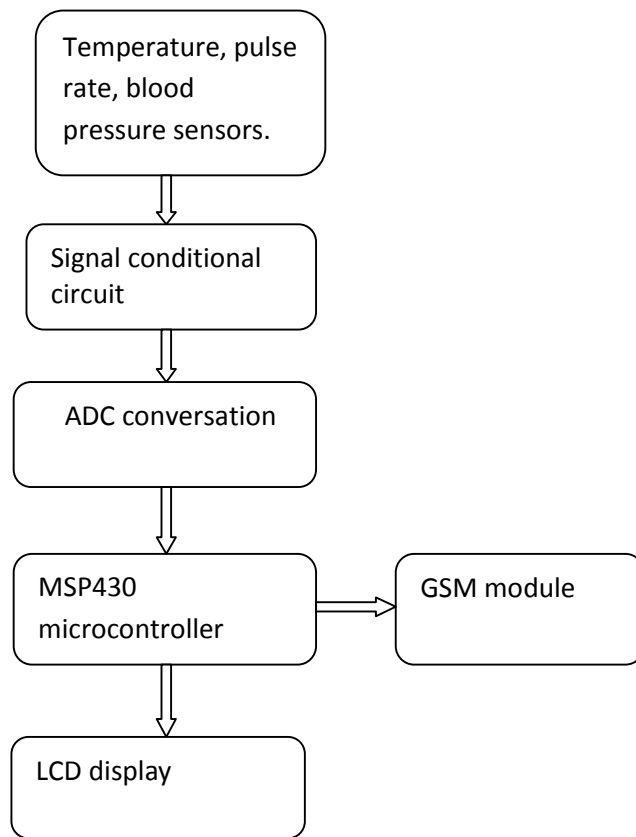 Temperature, pulse
rate, blood
pressure sensors.
Signal conditional
circuit
ADC conversation
MSP430
microcontroller
GSM module
LCD display